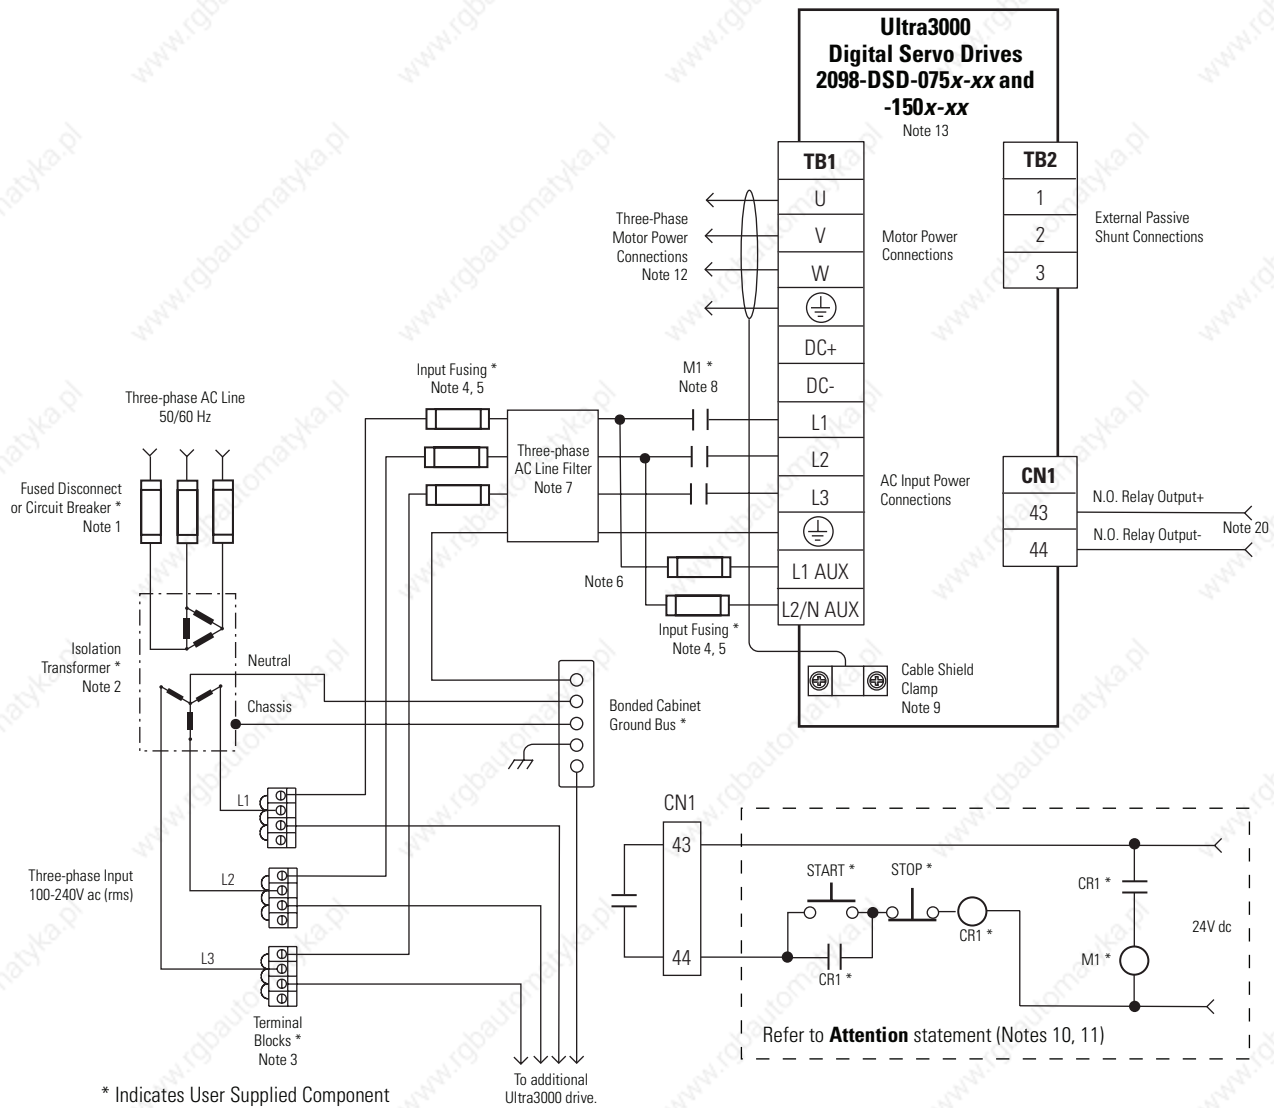 Ultra3000
Digital Servo Drives
2098-DSD-075x-xx and
-150x-xx
Note 13
TB1
U
V
W
DC+
DC-
L1
L2
L3
L1 AUX
L2/N AUX
TB2
1
2
3
External Passive
Shunt Connections
Three-Phase
Motor Power
Connections
Note 12
Motor Power
Connections
Input Fusing *
Note 4, 5
M1 *
Note 8
Three-phase AC Line
50/60 Hz
Three-phase
AC Line Filter
Note 7
AC Input Power
Connections
CN1
43
44
N.O. Relay Output+
N.O. Relay Output-
Note 20
Fused Disconnect
or Circuit Breaker *
Note 1
Note 6
Input Fusing *
Note 4, 5
Isolation
Transformer *
Note 2
Neutral
Chassis
Cable Shield
Clamp
Note 9
Bonded Cabinet
Ground Bus *
L1
L2
L3
Three-phase Input
100-240V ac (rms)
Terminal
Blocks *
Note 3
To additional
Ultra3000 drive.
CN1
43
44
START *
STOP *
CR1 *
CR1 *
CR1 *
M1 *
24V dc
Refer to Attention statement (Notes 10, 11)
* Indicates User Supplied Component
www.rgbautomatyka.pl